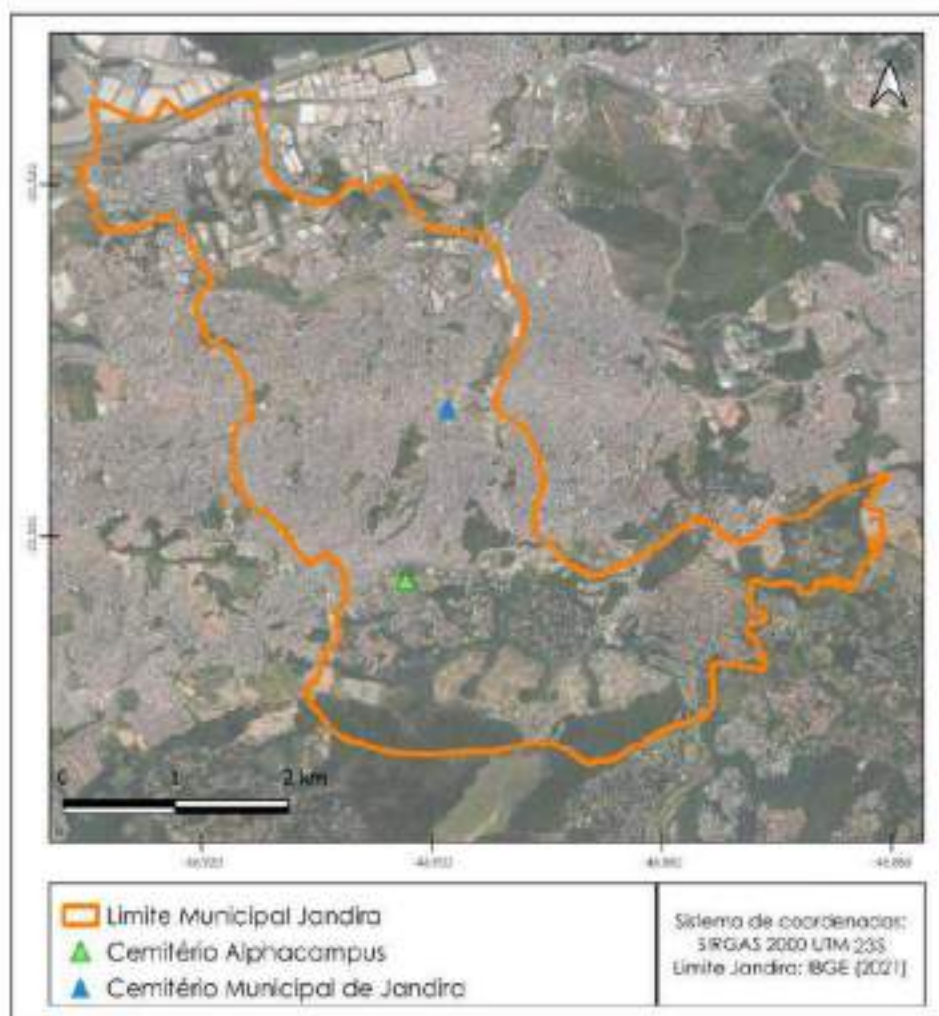 0 1 2 km
Limite Municipal Jandira
Cemitério Alphacampus
Cemitério Municipal de Jandira
Sistema de coordenadas:
SIRGAS 2000 UTM 23S
Limite Jandira: IBGE (2021)